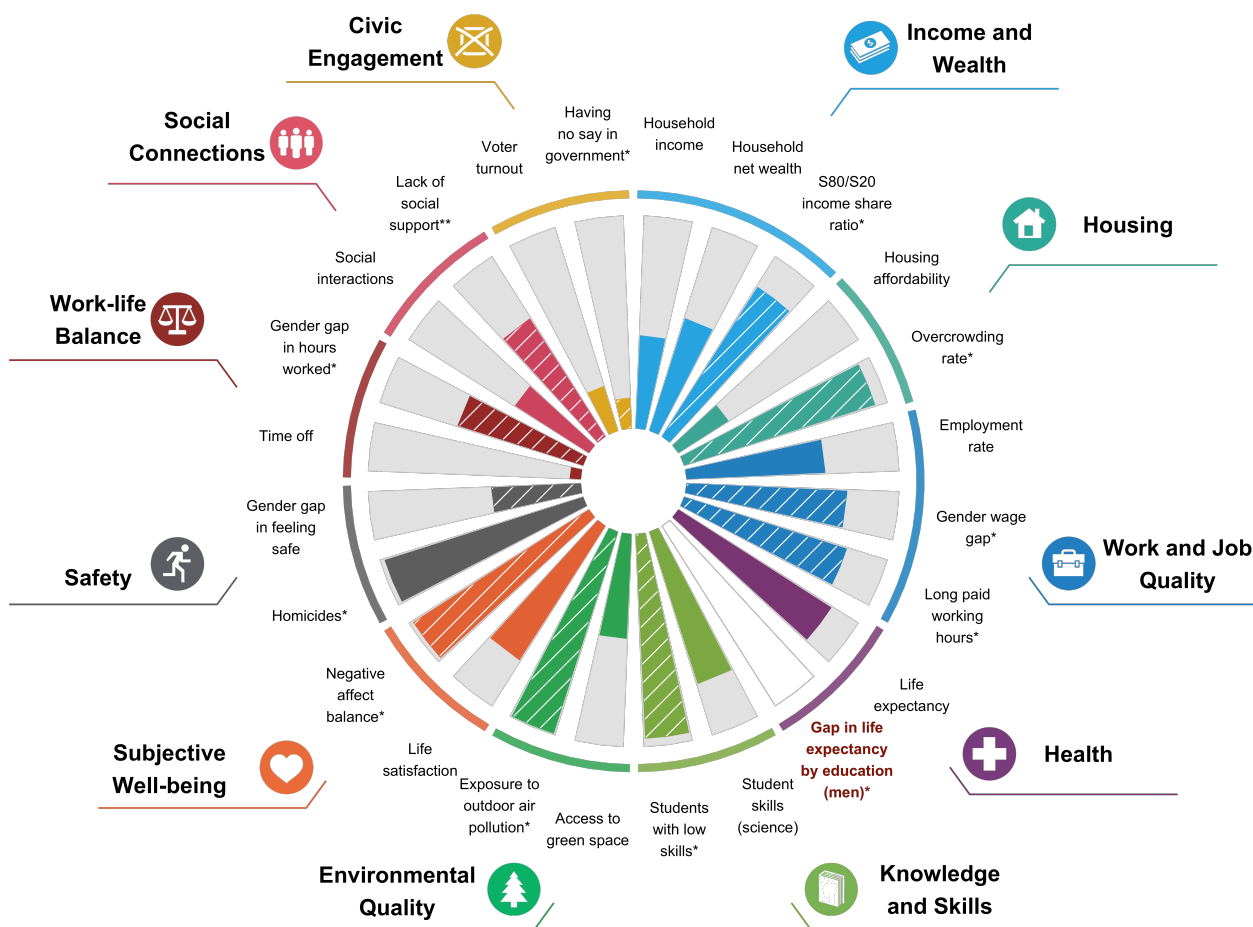 Civic
Engagement
Income and
Wealth
Social
Connections
Housing
Work-life
Balance
Safety
Work and Job
Quality
Subjective
Well-being
Health
Environmental
Quality
Knowledge
and Skills
Having
no say in
government*
Household
income
Household
net wealth
S80/S20
income share
ratio*
Housing
affordability
Overcrowding
rate*
Employment
rate
Gender wage
gap*
Long paid
working
hours*
Life
expectancy
Gap in life
expectancy
by education
(men)*
Student
skills
(science)
Students
with low
skills*
Access to
green space
Exposure to
outdoor air
pollution*
Life
satisfaction
Negative
affect
balance*
Homicides*
Gender gap
in feeling
safe
Time off
Gender gap
in hours
worked*
Social
interactions
Lack of
social
support**
Voter
turnout